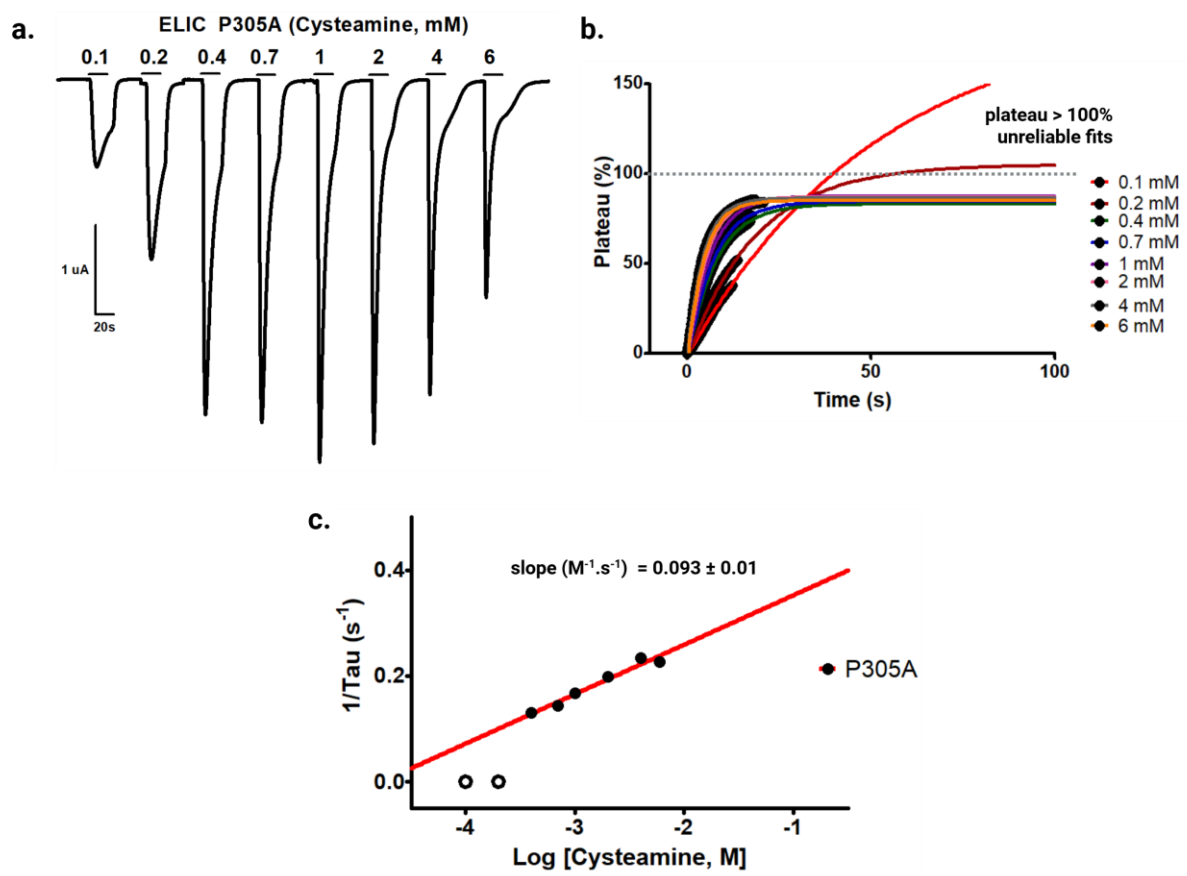 a.
ELIC P305A (Cysteamine, mM)
0.1 0.2 0.4 0.7 1 2 4 6
1 uA
20s
b.
150
100
50
0
Plateau (%)
plateau > 100%
unreliable fits
0.1 mM
0.2 mM
0.4 mM
0.7 mM
1 mM
2 mM
4 mM
6 mM
0 50 100
Time (s)
c.
slope (M⁻¹.s⁻¹) = 0.093 ± 0.01
0.4
0.2
0.0
1/Tau (s⁻¹)
P305A
-4 -3 -2 -1
Log [Cysteamine, M]